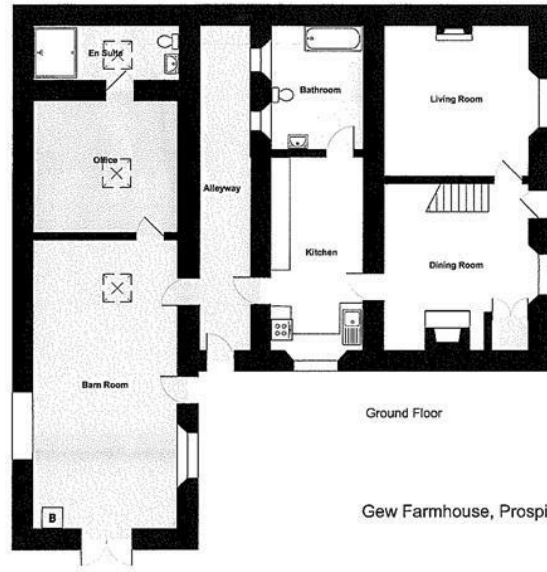 En Suite
Bathroom
Living Room
Office
Alleyway
Kitchen
Dining Room
Barn Room
Ground Floor
B
Gew Farmhouse, Prospi